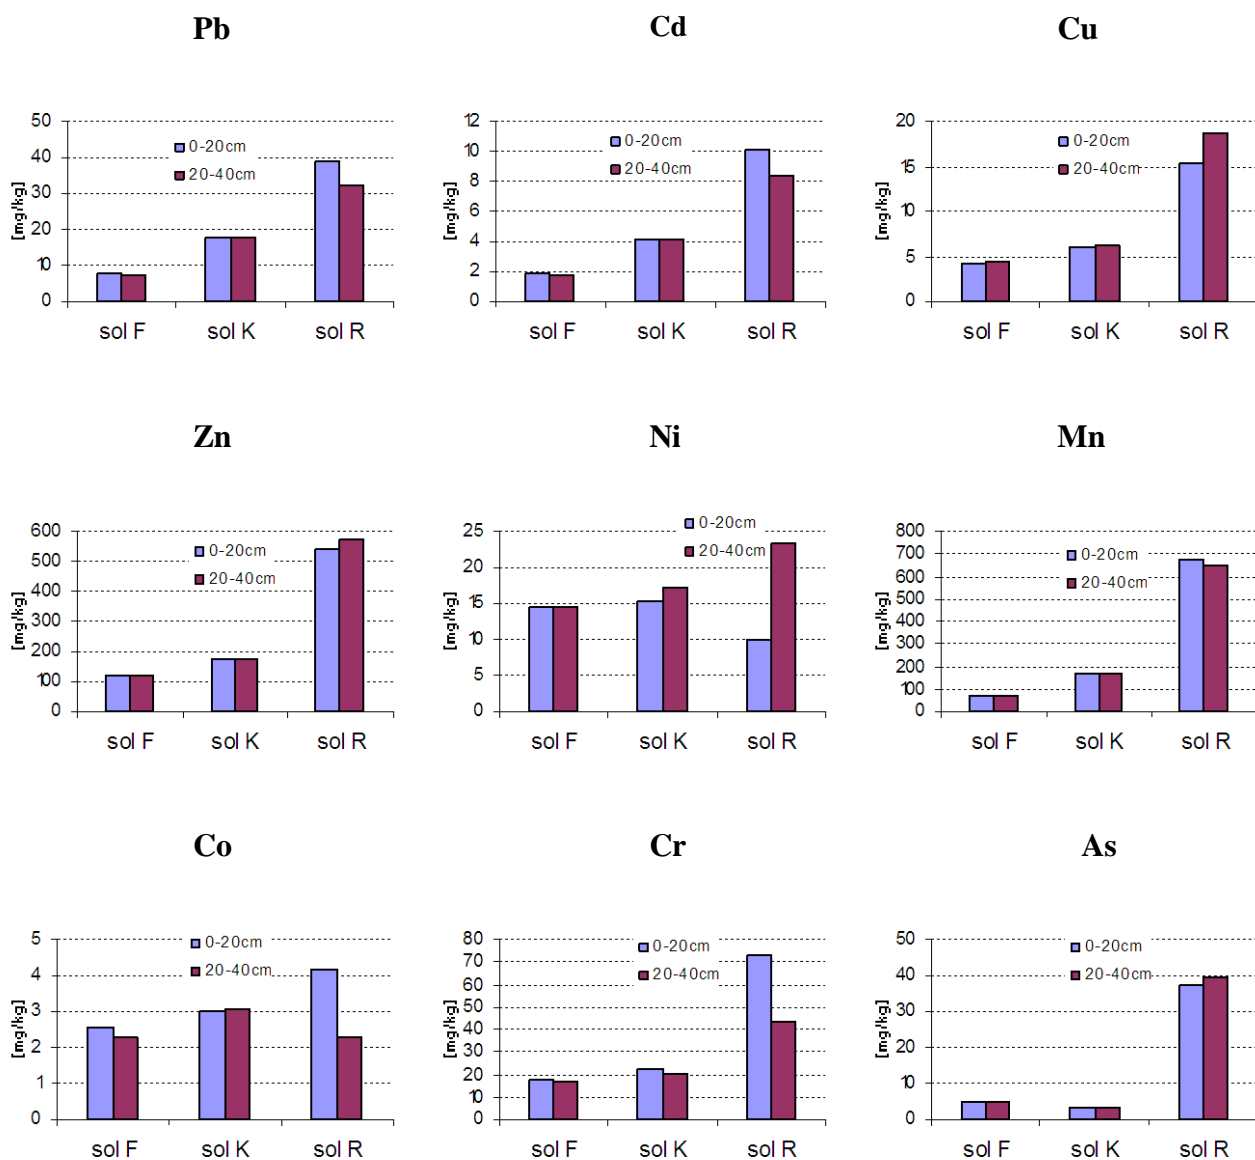 Pb
Cd
Cu
[mg/kg]
50
40
30
20
10
0
0-20cm
20-40cm
sol F sol K sol R
[mg/kg]
12
10
8
6
4
2
0
0-20cm
20-40cm
sol F sol K sol R
[mg/kg]
20
15
10
5
0
0-20cm
20-40cm
sol F sol K sol R
Zn
Ni
Mn
[mg/kg]
600
500
400
300
200
100
0
0-20cm
20-40cm
sol F sol K sol R
[mg/kg]
25
20
15
10
5
0
0-20cm
20-40cm
sol F sol K sol R
[mg/kg]
800
700
600
500
400
300
200
100
0
0-20cm
20-40cm
sol F sol K sol R
Co
Cr
As
[mg/kg]
5
4
3
2
1
0
0-20cm
20-40cm
sol F sol K sol R
[mg/kg]
80
70
60
50
40
30
20
10
0
0-20cm
20-40cm
sol F sol K sol R
[mg/kg]
50
40
30
20
10
0
0-20cm
20-40cm
sol F sol K sol R